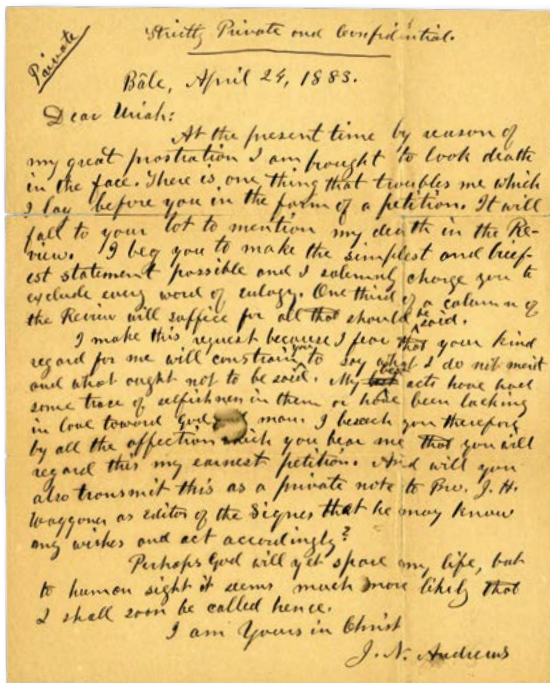 Strictly Private and Confidential.
Private
Bâle, April 24, 1883.
Dear Uriah:
At the present time by reason of
my great prostration I am brought to look death
in the face. There is one thing that troubles me which
I lay before you in the form of a petition. It will
fall to your lot to mention my death in the Re-
view. I beg you to make the simplest and brief-
est statement possible and I solemnly charge you to
exclude every word of eulogy. One third of a column of
the Review will suffice for all that should be said.
I make this request because I fear that your kind
regard for me will constrain you to say what I do not merit
and what ought not to be said. My best acts have had
some trace of selfishness in them or have been lacking
in love toward God and man. I beseech you therefore
by all the affection which you bear me that you will
regard this my earnest petition. And will you
also transmit this as a private note to Bro. J. H.
Waggoner as editor of the Signes that he may know
my wishes and act accordingly?
Perhaps God will yet spare my life, but
to human sight it seems much more likely that
I shall soon be called hence.
I am Yours in Christ
J. N. Andrews